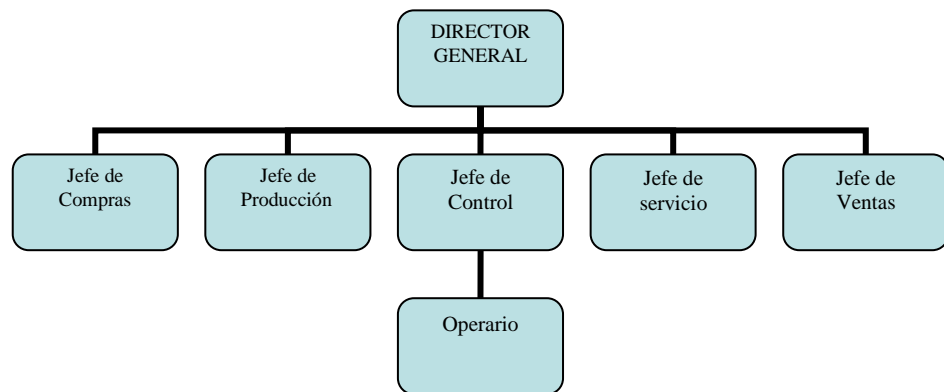 DIRECTOR
GENERAL
Jefe de
Compras
Jefe de
Producción
Jefe de
Control
Jefe de
servicio
Jefe de
Ventas
Operario